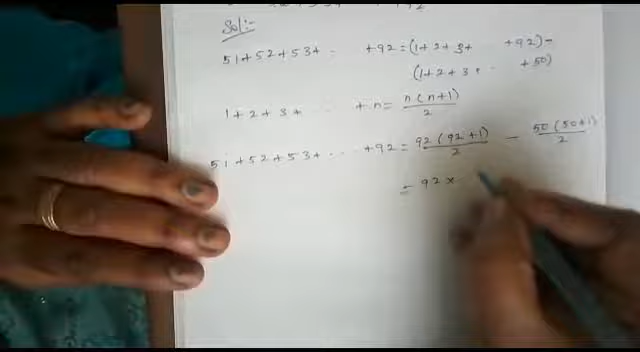 Sol:-
51+52+53+ . . +92 = (1+2+3+ +92) -
(1+2+3+ . +50)
1+2+3+ . . +n = n(n+1)/2
51+52+53+ . . . +92 = 92(92+1)/2 - 50(50+1)/2
= 92 x